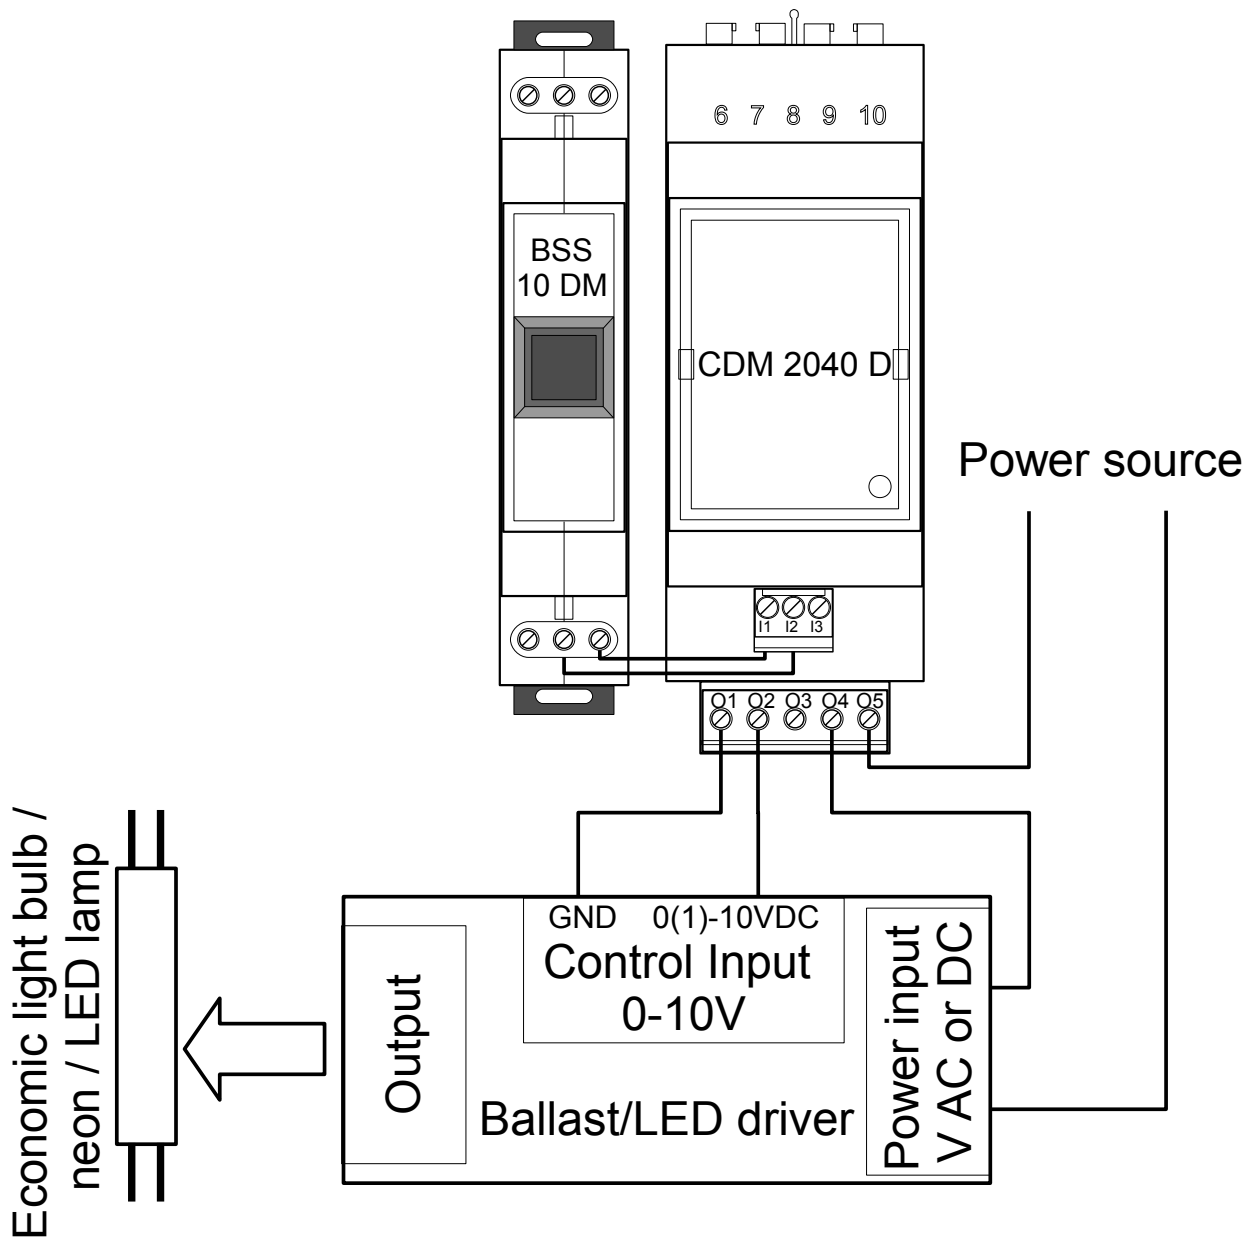 6 7 8 9 10
BSS
10 DM
CDM 2040 D
Power source
I1 I2 I3
O1 O2 O3 O4 O5
Economic light bulb /
neon / LED lamp
GND 0(1)-10VDC
Control Input
0-10V
Output
Ballast/LED driver
Power input
V AC or DC